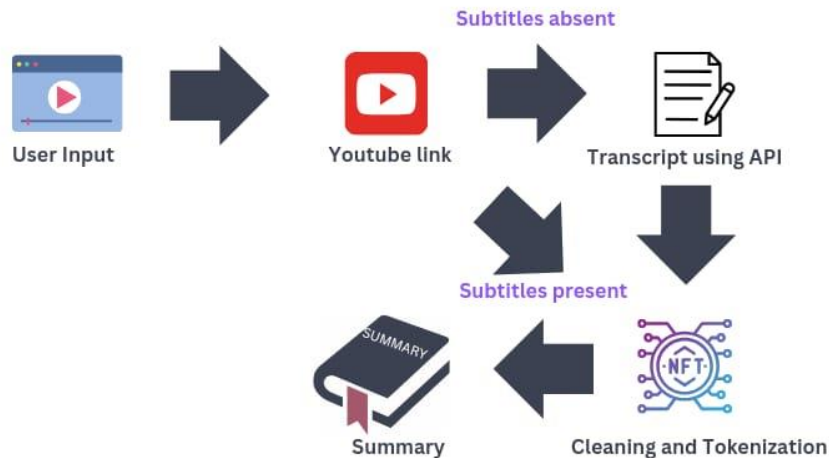 Subtitles absent
User Input
Youtube link
Transcript using API
Subtitles present
SUMMARY
NFT
Summary
Cleaning and Tokenization